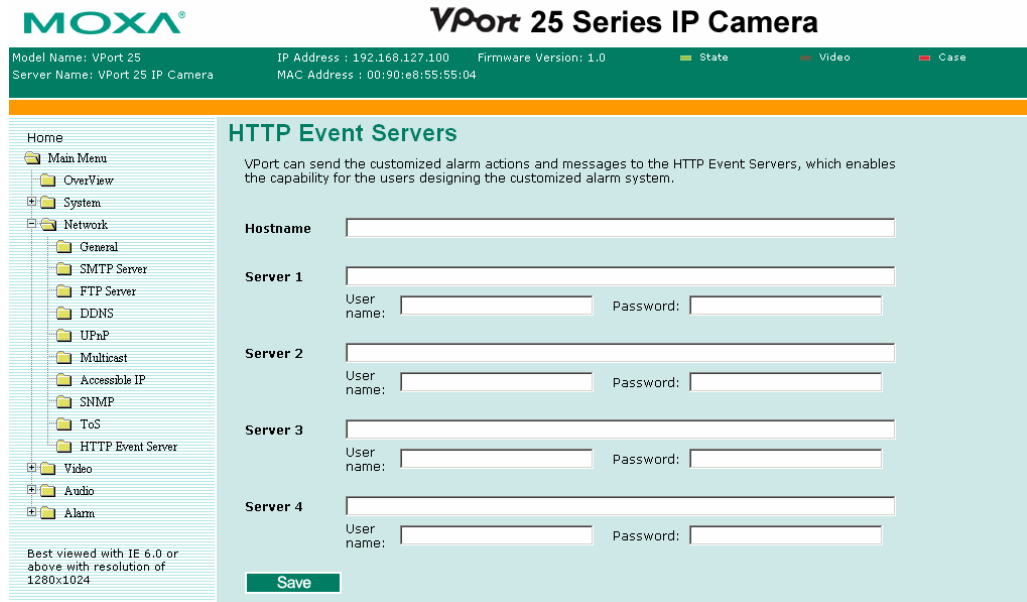 MOXA®
VPort 25 Series IP Camera
Model Name: VPort 25
IP Address : 192.168.127.100
Firmware Version: 1.0
State
Video
Case
Server Name: VPort 25 IP Camera
MAC Address : 00:90:e8:55:55:04
Home
Main Menu
OverView
System
Network
General
SMTP Server
FTP Server
DDNS
UPnP
Multicast
Accessible IP
SNMP
ToS
HTTP Event Server
Video
Audio
Alarm
Best viewed with IE 6.0 or
above with resolution of
1280x1024
HTTP Event Servers
VPort can send the customized alarm actions and messages to the HTTP Event Servers, which enables
the capability for the users designing the customized alarm system.
Hostname
Server 1
User
name:
Password:
Server 2
User
name:
Password:
Server 3
User
name:
Password:
Server 4
User
name:
Password:
Save